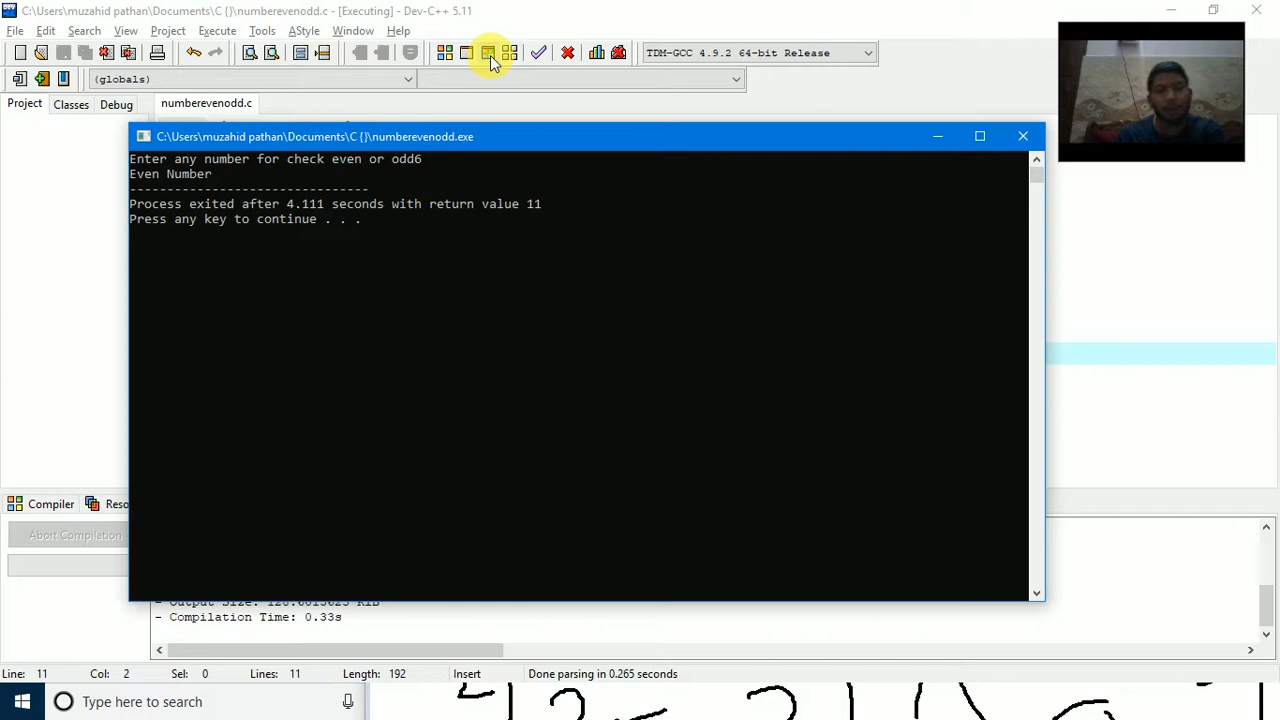 C:\Users\muzahid pathan\Documents\C {}\numberevenodd.c - [Executing] - Dev-C++ 5.11
File Edit Search View Project Execute Tools AStyle Window Help
TDM-GCC 4.9.2 64-bit Release
(globals)
Project Classes Debug numberevenodd.c
C:\Users\muzahid pathan\Documents\C {}\numberevenodd.exe
Enter any number for check even or odd6
Even Number
--------------------------------
Process exited after 4.111 seconds with return value 11
Press any key to continue . . .
Compiler Reso
Abort Compilation
- Compilation Time: 0.33s
Line: 11 Col: 2 Sel: 0 Lines: 11 Length: 192 Insert Done parsing in 0.265 seconds
Type here to search